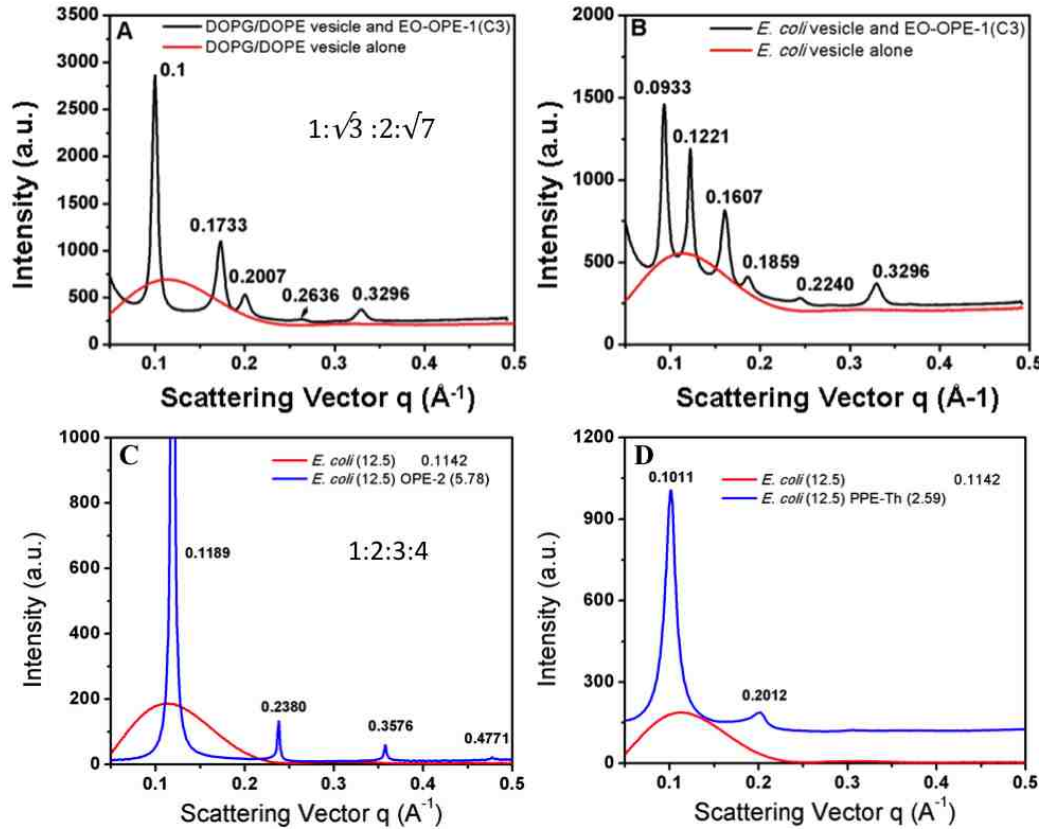 A
DOPG/DOPE vesicle and EO-OPE-1(C3)
DOPG/DOPE vesicle alone
3500
3000
2500
2000
1500
1000
500
0
0.1
1:√3 :2:√7
0.1733
0.2007
0.2636
0.3296
0.1 0.2 0.3 0.4 0.5
Intensity (a.u.)
Scattering Vector q (Å-1)
B
E. coli vesicle and EO-OPE-1(C3)
E. coli vesicle alone
2000
1500
1000
500
0
0.0933
0.1221
0.1607
0.1859
0.2240
0.3296
0.1 0.2 0.3 0.4 0.5
Intensity (a.u.)
Scattering Vector q (Å-1)
C
E. coli (12.5) 0.1142
E. coli (12.5) OPE-2 (5.78)
1000
800
600
400
200
0
0.1189
1:2:3:4
0.2380
0.3576
0.4771
0.1 0.2 0.3 0.4 0.5
Intensity (a.u.)
Scattering Vector q (A-1)
D
E. coli (12.5) 0.1142
E. coli (12.5) PPE-Th (2.59)
1200
900
600
300
0
0.1011
0.2012
0.1 0.2 0.3 0.4 0.5
Intensity (a.u.)
Scattering Vector q (A-1)